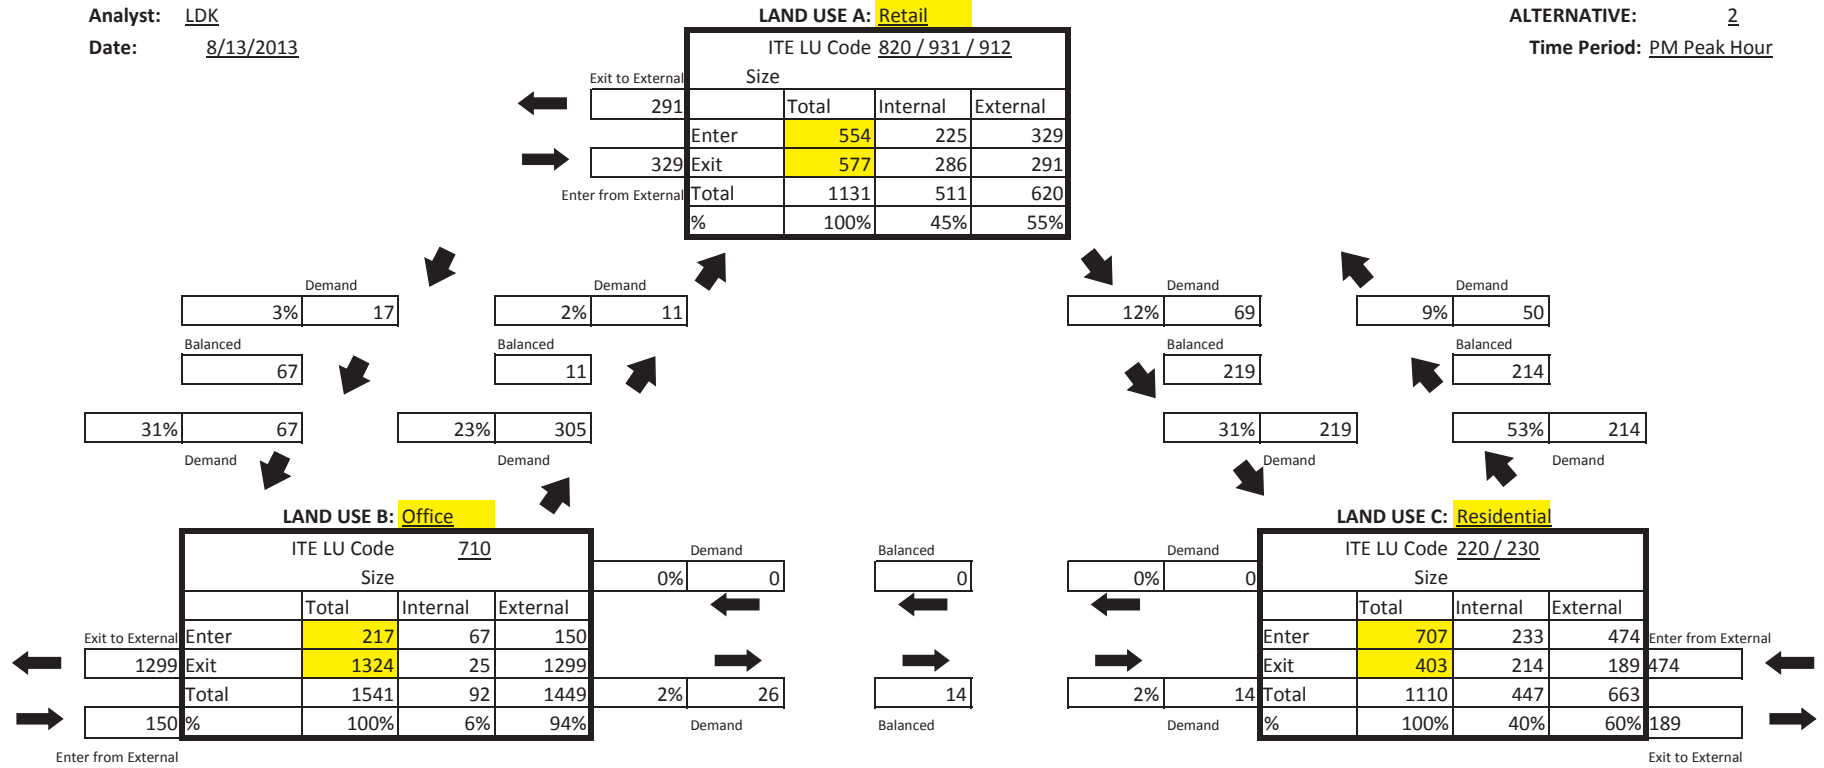 Analyst: LDK LAND USE A: Retail ALTERNATIVE: 2
Date: 8/13/2013 ITE LU Code 820 / 931 / 912 Time Period: PM Peak Hour
Exit to External Size
291 Total Internal External
Enter 554 225 329
329 Exit 577 286 291
Enter from External Total 1131 511 620
% 100% 45% 55%
Demand Demand Demand Demand
3% 17 2% 11 12% 69 9% 50
Balanced Balanced Balanced Balanced
67 11 219 214
31% 67 23% 305 31% 219 53% 214
Demand Demand Demand Demand
LAND USE B: Office LAND USE C: Residential
ITE LU Code 710 Demand Balanced Demand ITE LU Code 220 / 230
Size 0% 0 0 0% 0 Size
Total Internal External Total Internal External
Exit to External Enter 217 67 150 Enter 707 233 474 Enter from External
1299 Exit 1324 25 1299 Exit 403 214 189 474
Total 1541 92 1449 2% 26 14 2% 14 Total 1110 447 663
150 % 100% 6% 94% Demand Balanced Demand % 100% 40% 60% 189
Enter from External Exit to External